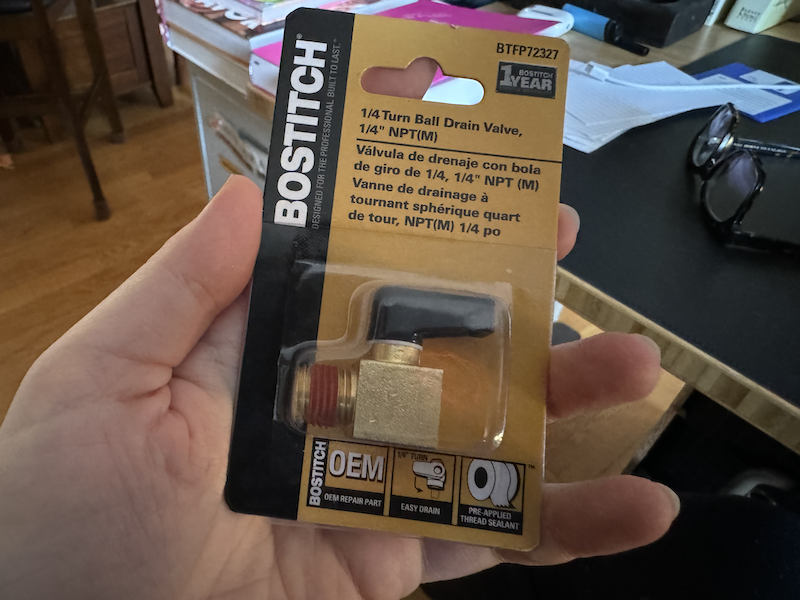 BTFP72327
BOSTITCH®
DESIGNED FOR THE PROFESSIONAL. BUILT TO LAST.™
1 BOSTITCH
YEAR
1/4 Turn Ball Drain Valve,
1/4" NPT(M)
Válvula de drenaje con bola
de giro de 1/4, 1/4" NPT (M)
Vanne de drainage à
tournant sphérique quart
de tour, NPT(M) 1/4 po
BOSTITCH
OEM
OEM REPAIR PART
1/4" TURN
EASY DRAIN
PRE-APPLIED
THREAD SEALANT
™